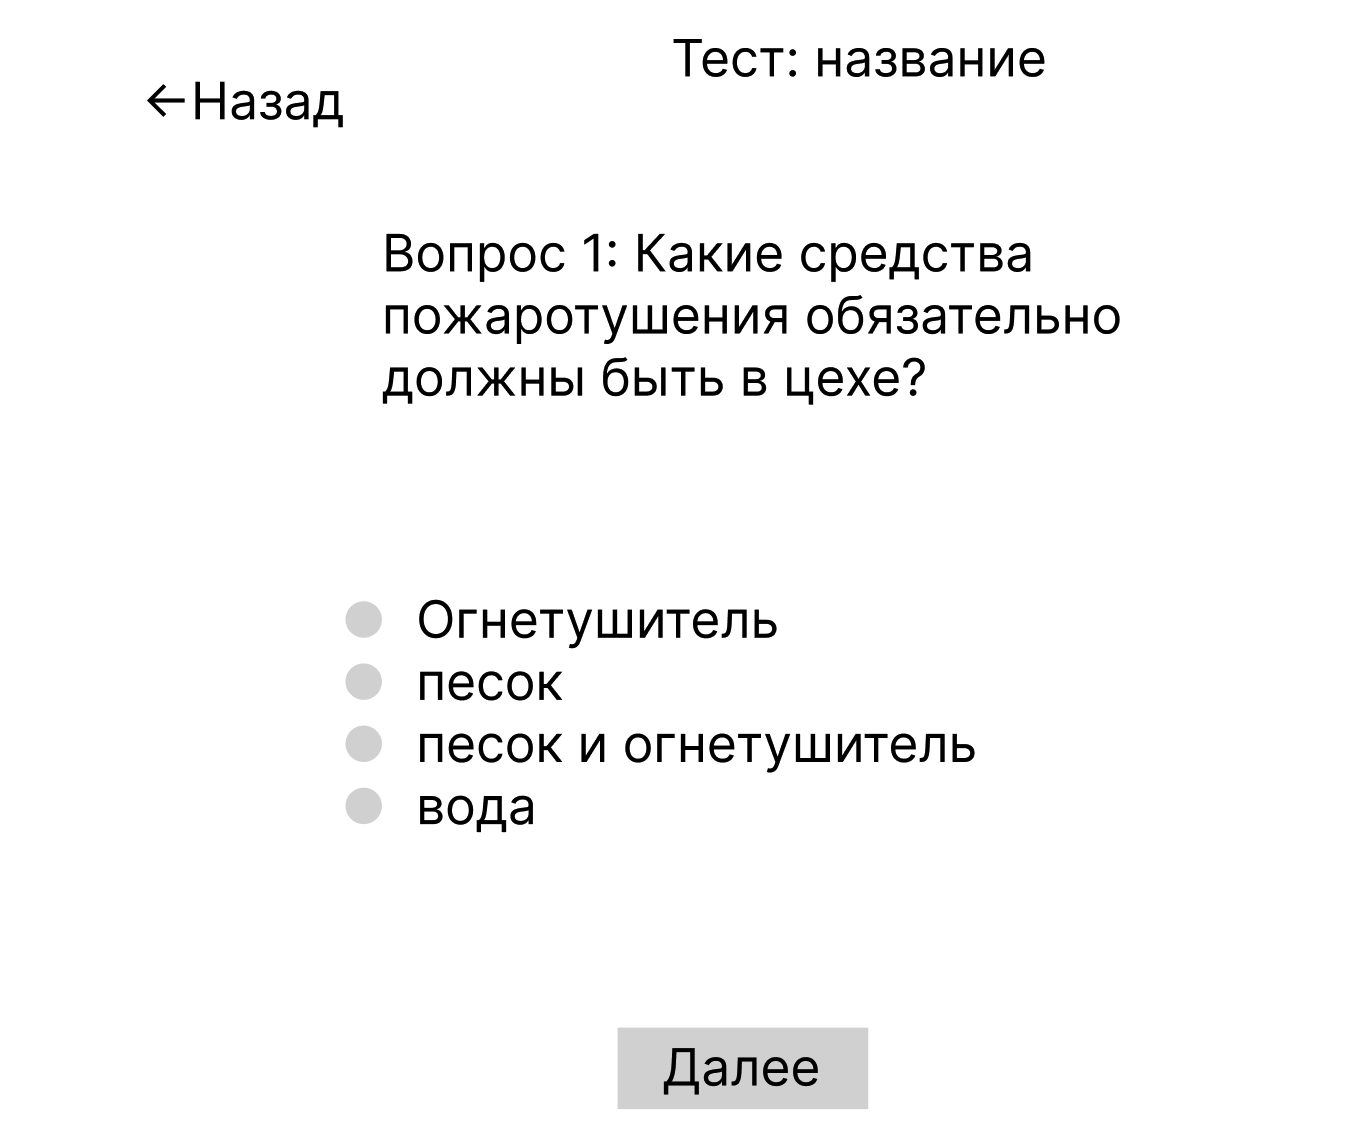 Тест: название
←Назад
Вопрос 1: Какие средства
пожаротушения обязательно
должны быть в цехе?
Огнетушитель
песок
песок и огнетушитель
вода
Далее